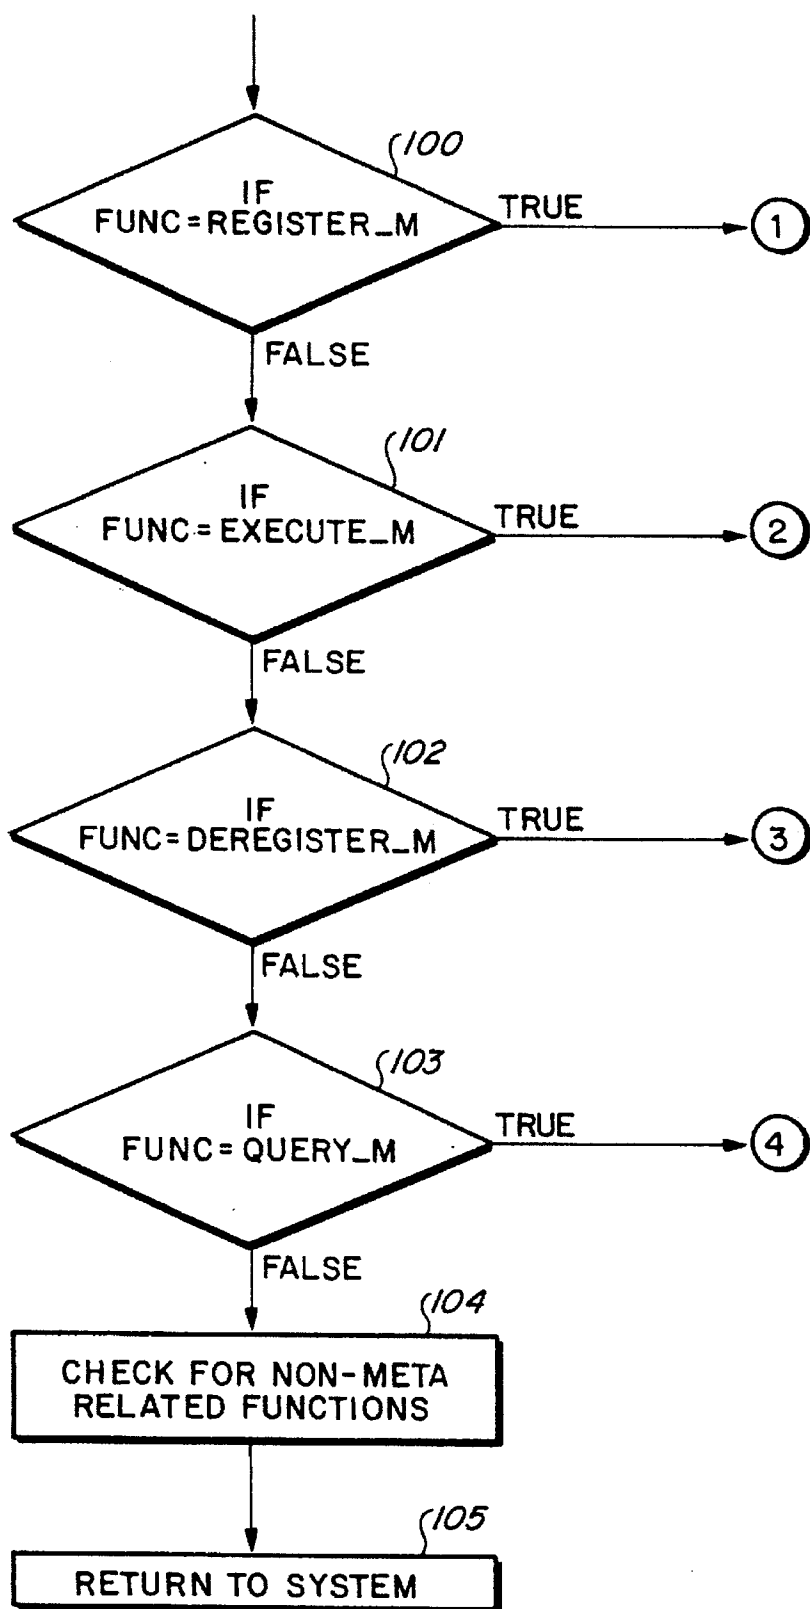 100
IF
FUNC=REGISTER_M
TRUE
1
FALSE
101
IF
FUNC=EXECUTE_M
TRUE
2
FALSE
102
IF
FUNC=DEREGISTER_M
TRUE
3
FALSE
103
IF
FUNC=QUERY_M
TRUE
4
FALSE
104
CHECK FOR NON-META
RELATED FUNCTIONS
105
RETURN TO SYSTEM